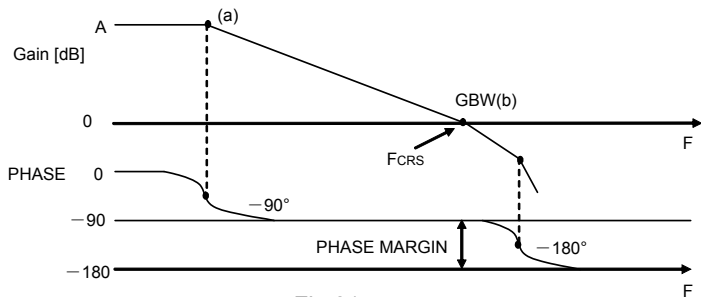 A
(a)
Gain [dB]
GBW(b)
0
F
FCRS
PHASE 0
-90°
-90
PHASE MARGIN
-180°
-180
F